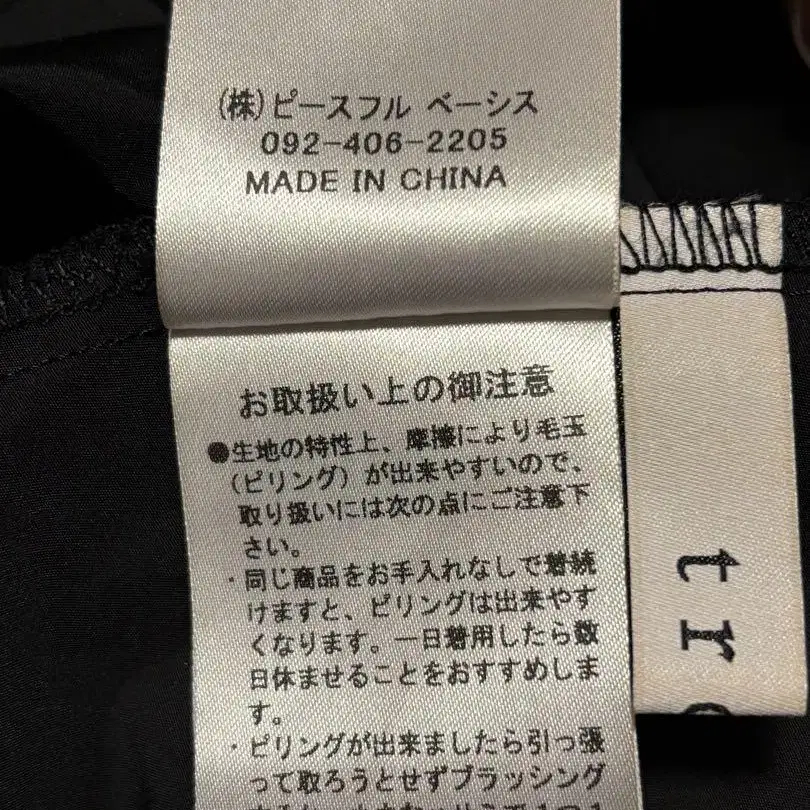 (株)ピースフル ベーシス
092-406-2205
MADE IN CHINA
お取扱い上の御注意
●生地の特性上、摩擦により毛玉
(ピリング)が出来やすいので、
取り扱いには次の点にご注意下
さい。
・同じ商品をお手入れなしで着続
けますと、ピリングは出来やす
くなります。一日着用したら数
日休ませることをおすすめしま
す。
・ピリングが出来ましたら引っ張
って取ろうとせずブラッシング
tr